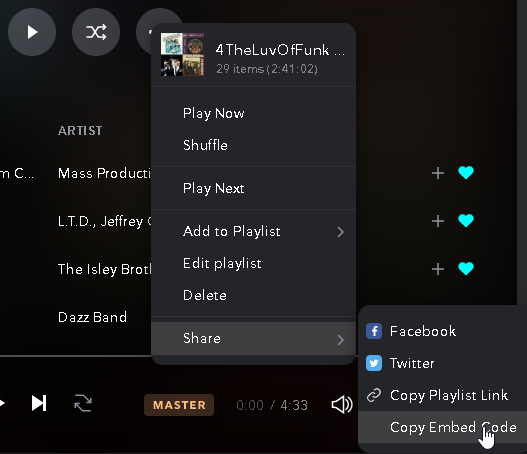 4TheLuvOfFunk ...
29 items (2:41:02)
Play Now
Shuffle
Play Next
Add to Playlist
Edit playlist
Delete
Share
Facebook
Twitter
Copy Playlist Link
Copy Embed Code
ARTIST
m C... Mass Producti
L.T.D., Jeffrey
The Isley Brot
Dazz Band
MASTER 0:00 / 4:33